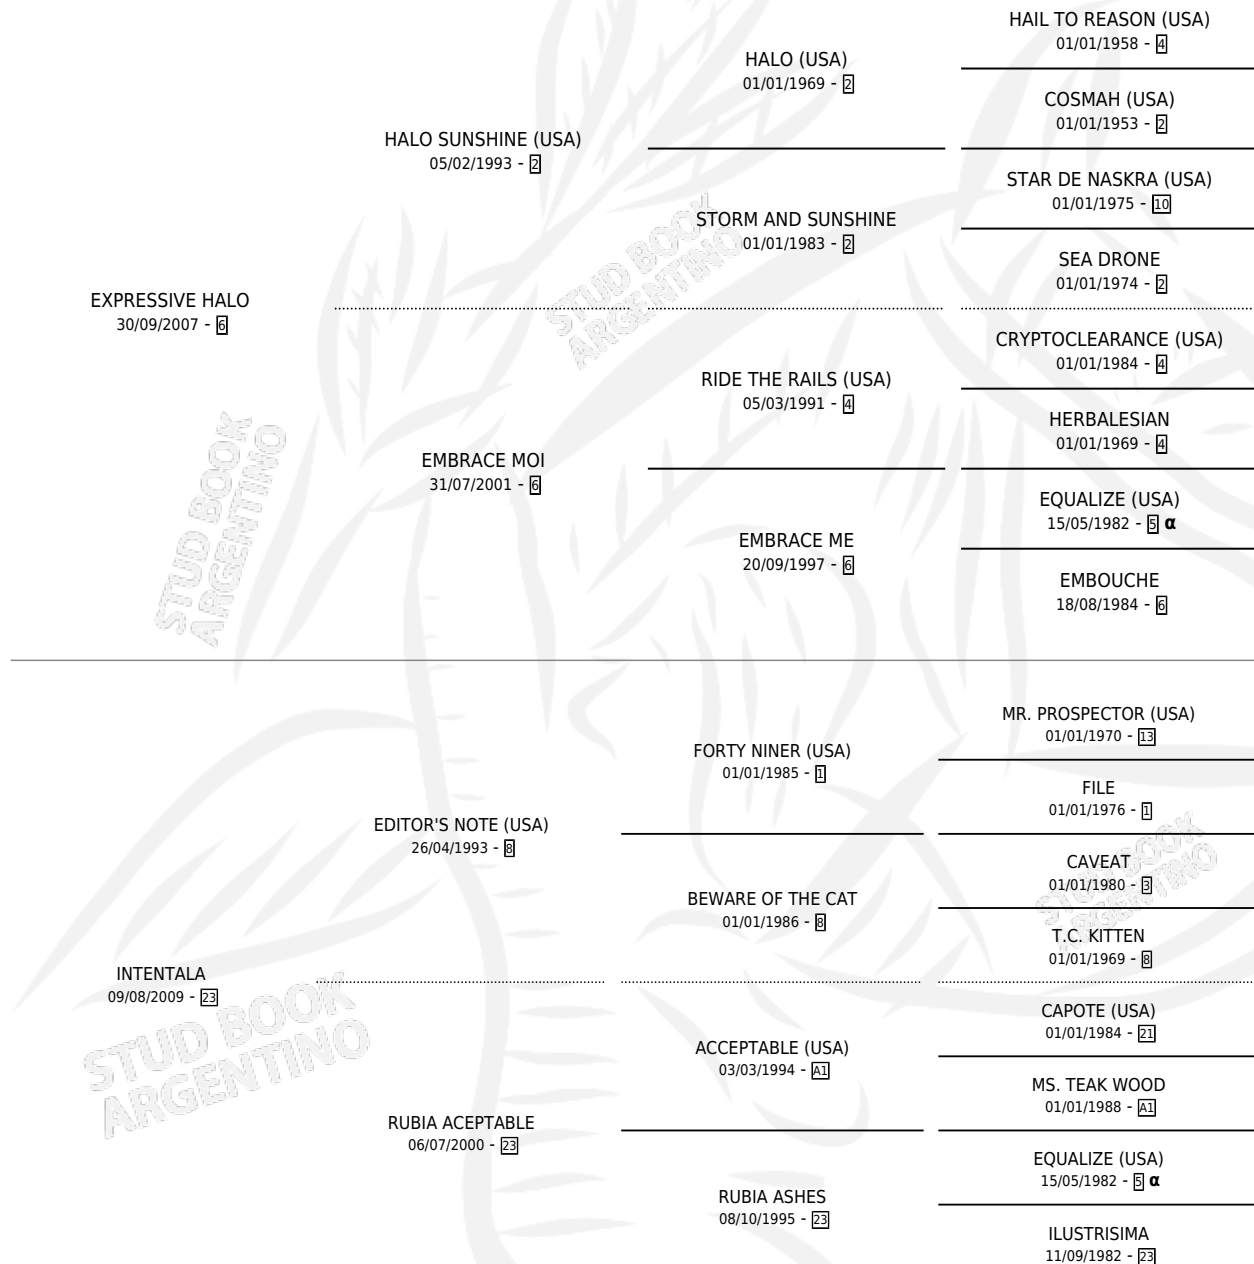 HAIL TO REASON (USA)
01/01/1958 - 4
HALO (USA)
01/01/1969 - 2
COSMAH (USA)
01/01/1953 - 2
HALO SUNSHINE (USA)
05/02/1993 - 2
STAR DE NASKRA (USA)
01/01/1975 - 10
STORM AND SUNSHINE
01/01/1983 - 2
SEA DRONE
01/01/1974 - 2
EXPRESSIVE HALO
30/09/2007 - 6
CRYPTOCLEARANCE (USA)
01/01/1984 - 4
RIDE THE RAILS (USA)
05/03/1991 - 4
HERBALESIAN
01/01/1969 - 4
EMBRACE MOI
31/07/2001 - 6
EQUALIZE (USA)
15/05/1982 - 5 α
EMBRACE ME
20/09/1997 - 6
EMBOUCHE
18/08/1984 - 6
STUD BOOK
ARGENTINO
STUD BOOK
ARGENTINO
MR. PROSPECTOR (USA)
01/01/1970 - 13
FORTY NINER (USA)
01/01/1985 - 1
FILE
01/01/1976 - 1
EDITOR'S NOTE (USA)
26/04/1993 - 8
CAVEAT
01/01/1980 - 3
BEWARE OF THE CAT
01/01/1986 - 8
T.C. KITTEN
01/01/1969 - 8
INTENTALA
09/08/2009 - 23
CAPOTE (USA)
01/01/1984 - 21
ACCEPTABLE (USA)
03/03/1994 - A1
MS. TEAK WOOD
01/01/1988 - A1
RUBIA ACEPTABLE
06/07/2000 - 23
EQUALIZE (USA)
15/05/1982 - 5 α
RUBIA ASHES
08/10/1995 - 23
ILUSTRISIMA
11/09/1982 - 23
STUD BOOK
ARGENTINO
STUD BOOK
ARGENTINO